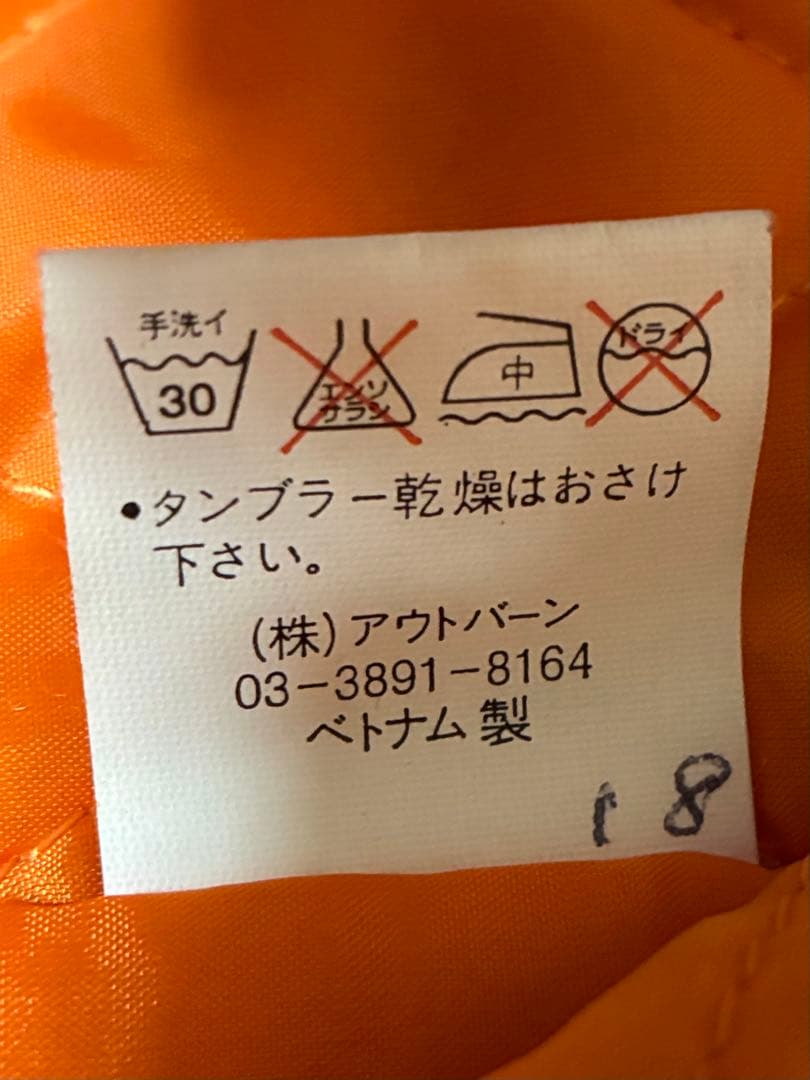 手洗イ
30
エンソ
サラシ
中
ドライ
•タンブラー乾燥はおさけ
下さい。
(株)アウトバーン
03-3891-8164
ベトナム製
18